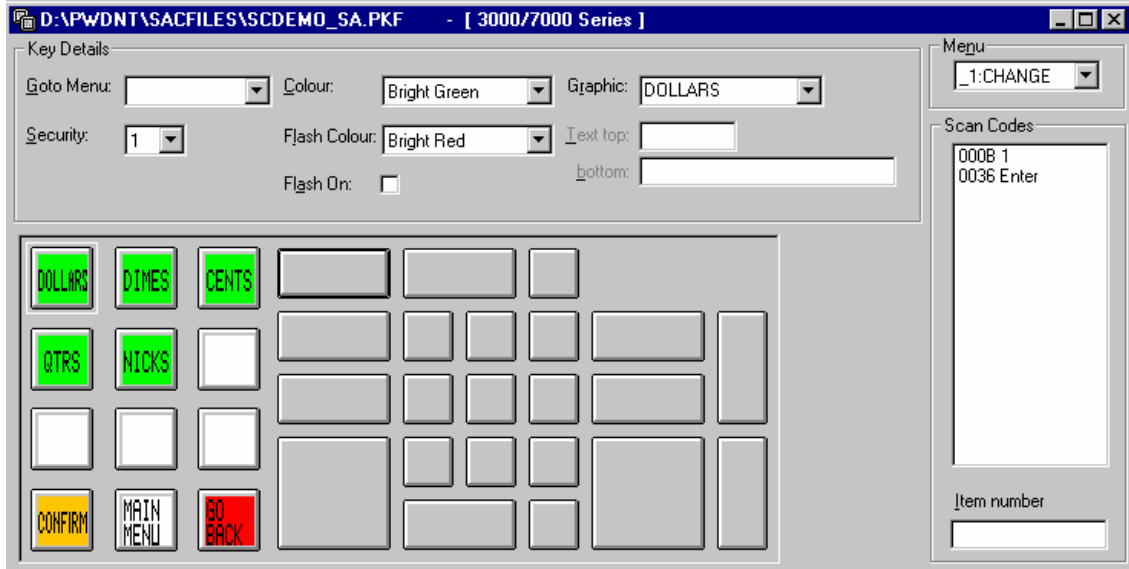 D:\PWDNT\SACFILES\SCDEMO_SA.PKF - [ 3000/7000 Series ]
Key Details
Goto Menu:
Colour: Bright Green
Graphic: DOLLARS
Security: 1
Flash Colour: Bright Red
Text top:
bottom:
Flash On:
Menu
_1:CHANGE
Scan Codes
000B 1
0036 Enter
Item number
DOLLARS DIMES CENTS
QTRS NICKS
CONFIRM
MAIN
MENU
GO
BACK